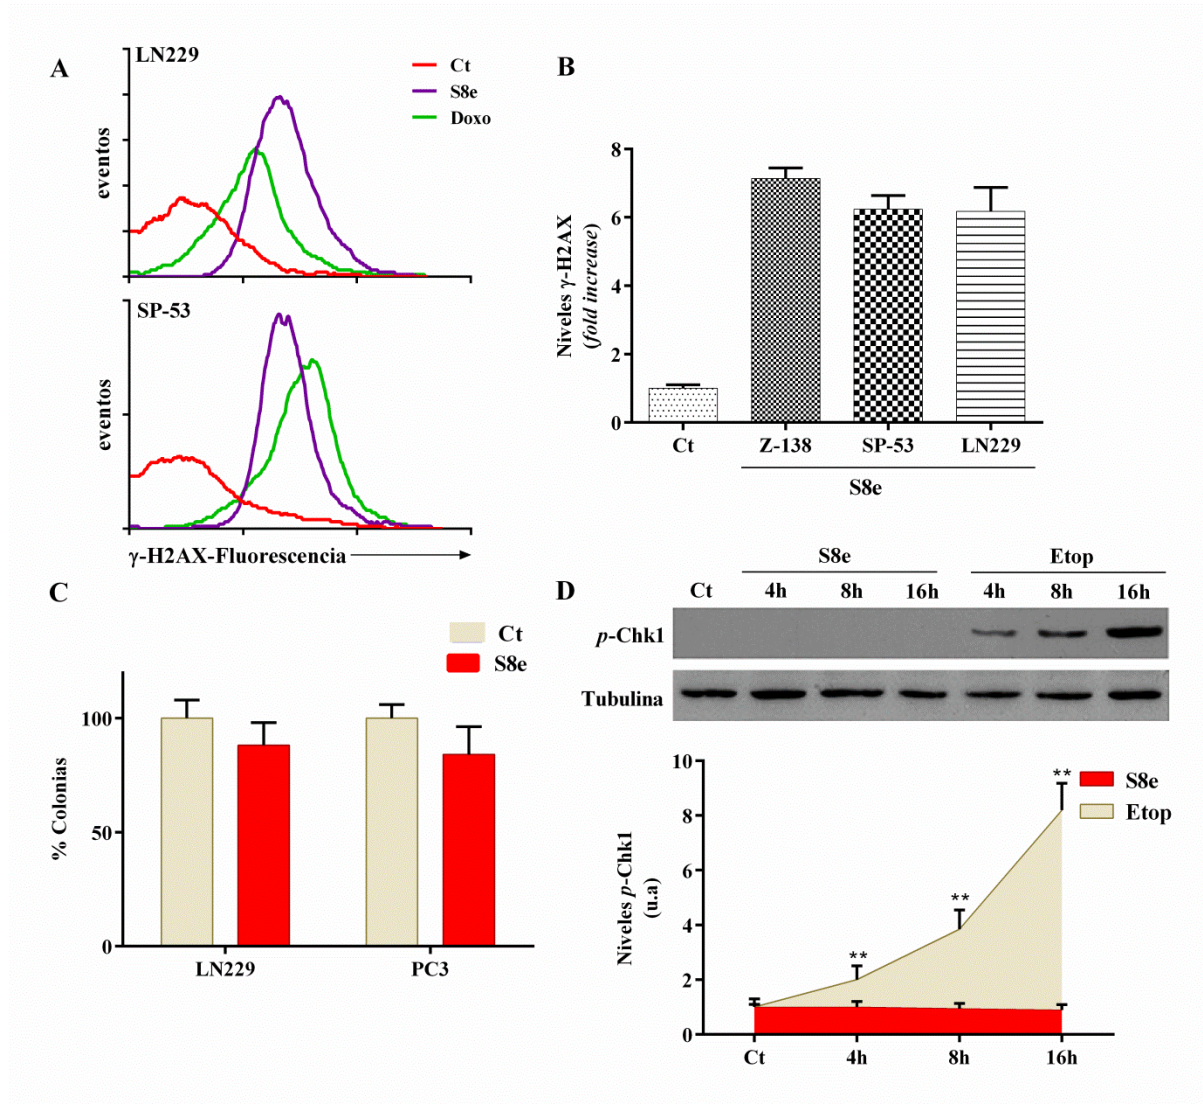 A
LN229
Ct
S8e
Doxo
eventos
SP-53
eventos
γ-H2AX-Fluorescencia
B
Niveles γ-H2AX
(fold increase)
8
6
4
2
0
Ct Z-138 SP-53 LN229
S8e
C
Ct
S8e
% Colonias
100
50
0
LN229 PC3
D
S8e Etop
Ct 4h 8h 16h 4h 8h 16h
p-Chk1
Tubulina
Niveles p-Chk1
(u.a)
10
8
6
4
2
0
** ** **
S8e
Etop
Ct 4h 8h 16h